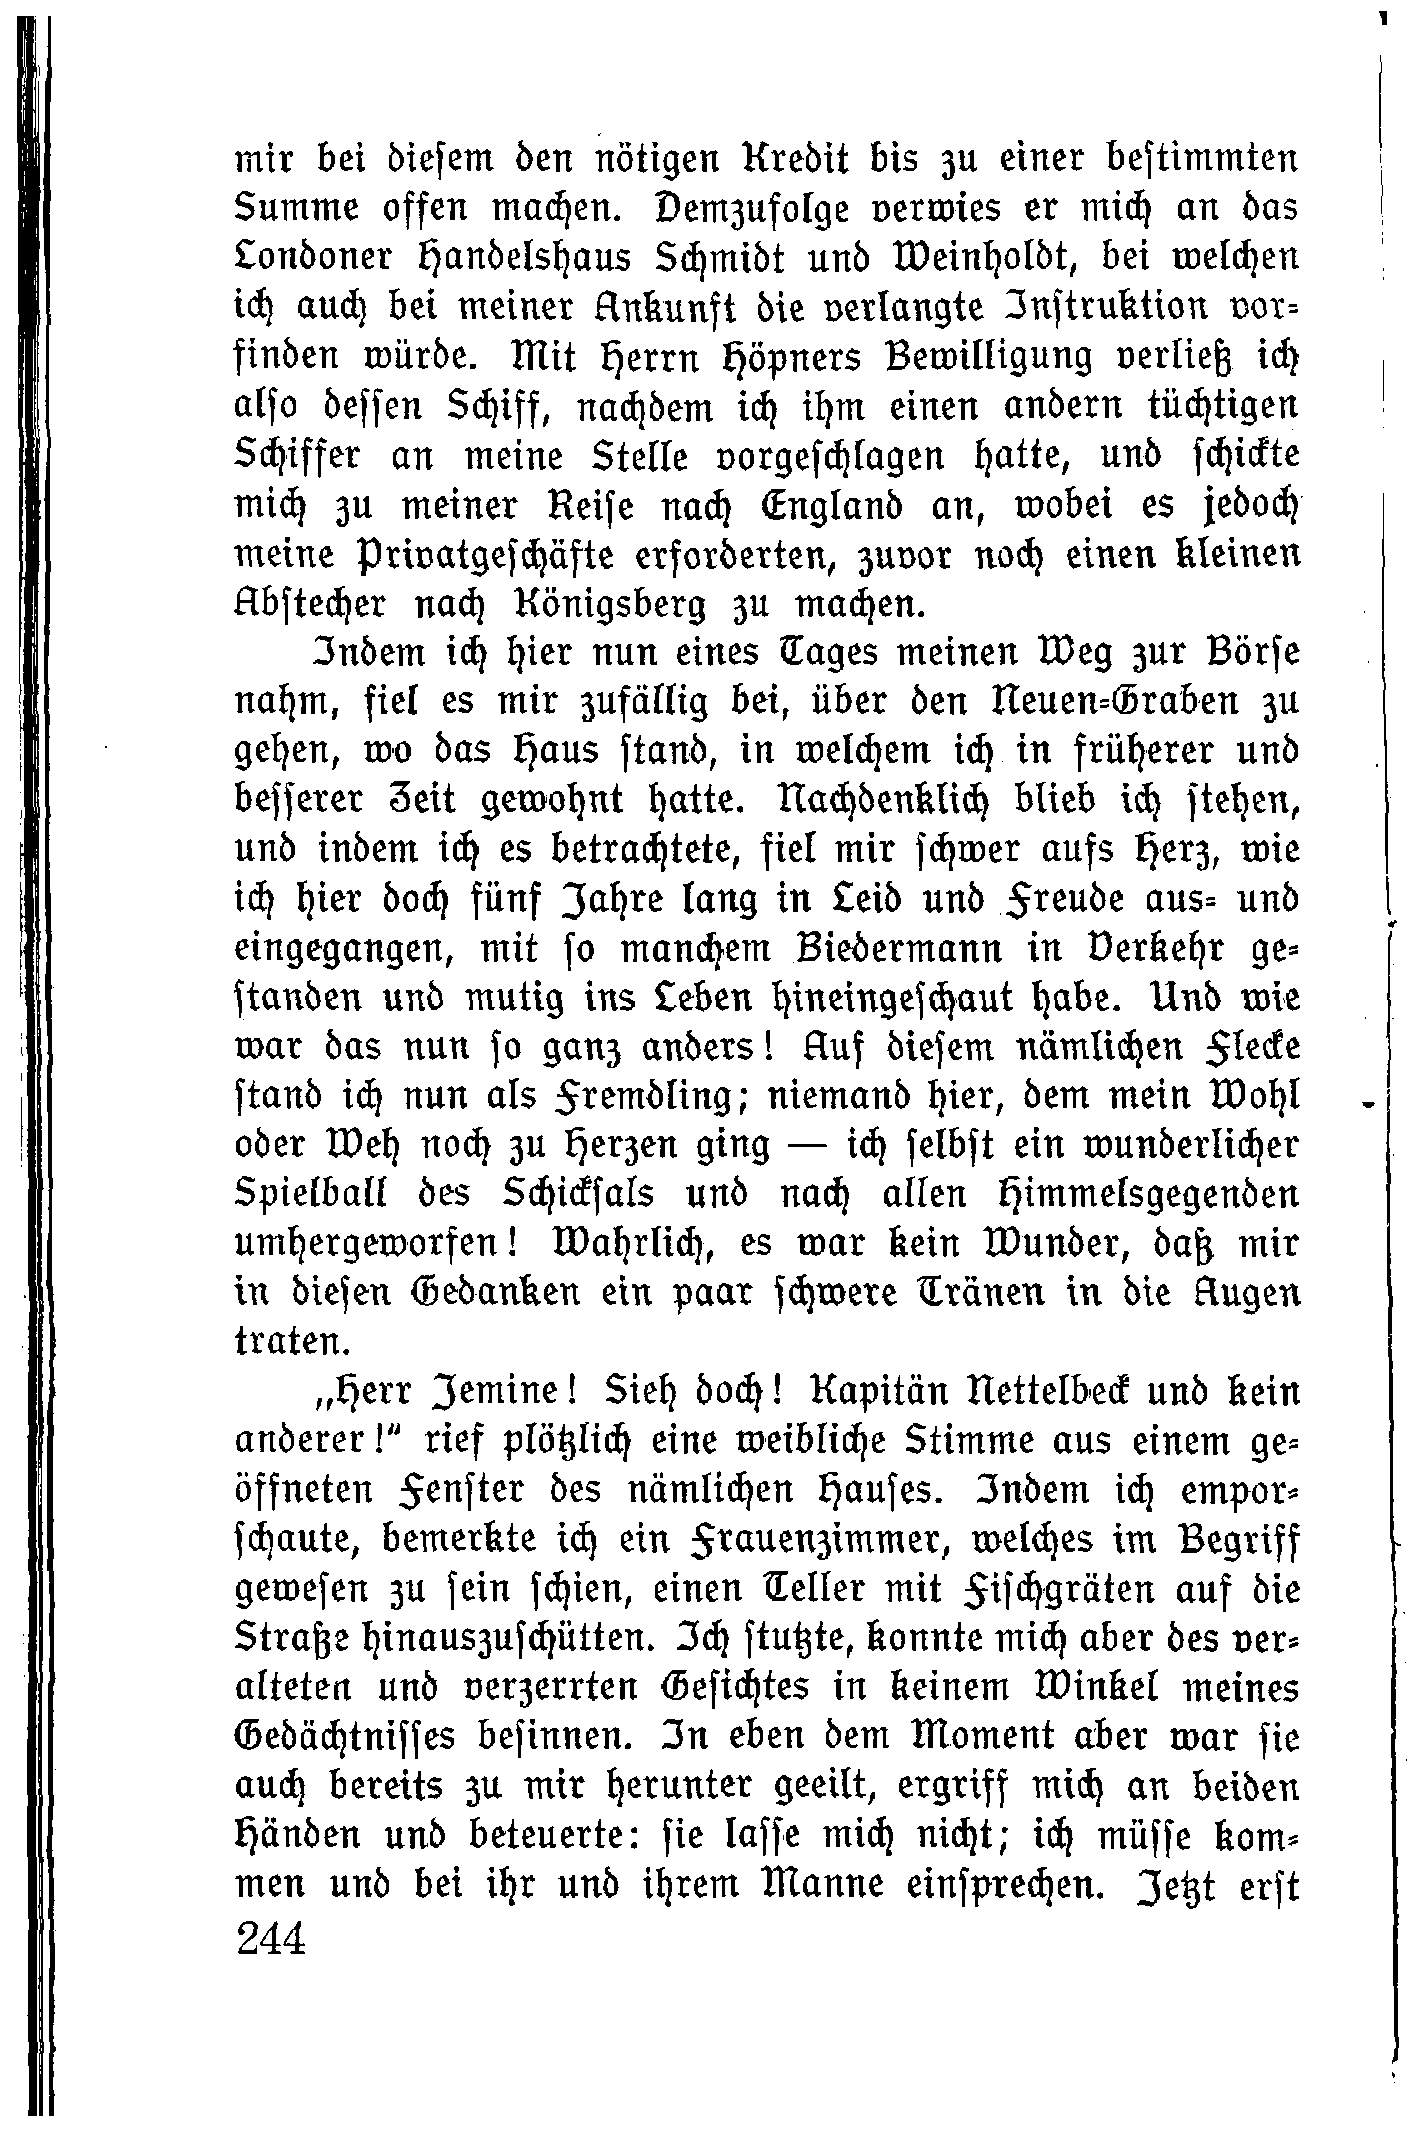 mir bei diesem den nötigen Kredit bis zu einer bestimmten
Summe offen machen. Demzufolge verwies er mich an das
Londoner Handelshaus Schmidt und Weinholdt, bei welchen
ich auch bei meiner Ankunft die verlangte Instruktion vor-
finden würde. Mit Herrn Höpners Bewilligung verließ ich
also dessen Schiff, nachdem ich ihm einen andern tüchtigen
Schiffer an meine Stelle vorgeschlagen hatte, und schickte
mich zu meiner Reise nach England an, wobei es jedoch
meine Privatgeschäfte erforderten, zuvor noch einen kleinen
Abstecher nach Königsberg zu machen.
Indem ich hier nun eines Tages meinen Weg zur Börse
nahm, fiel es mir zufällig bei, über den Neuen-Graben zu
gehen, wo das Haus stand, in welchem ich in früherer und
besserer Zeit gewohnt hatte. Nachdenklich blieb ich stehen,
und indem ich es betrachtete, fiel mir schwer aufs Herz, wie
ich hier doch fünf Jahre lang in Leid und Freude aus- und
eingegangen, mit so manchem Biedermann in Verkehr ge-
standen und mutig ins Leben hineingeschaut habe. Und wie
war das nun so ganz anders! Auf diesem nämlichen Flecke
stand ich nun als Fremdling; niemand hier, dem mein Wohl
oder Weh noch zu Herzen ging — ich selbst ein wunderlicher
Spielball des Schicksals und nach allen Himmelsgegenden
umhergeworfen! Wahrlich, es war kein Wunder, daß mir
in diesen Gedanken ein paar schwere Tränen in die Augen
traten.
„Herr Jemine! Sieh doch! Kapitän Nettelbeck und kein
anderer!“ rief plötzlich eine weibliche Stimme aus einem ge-
öffneten Fenster des nämlichen Hauses. Indem ich empor-
schaute, bemerkte ich ein Frauenzimmer, welches im Begriff
gewesen zu sein schien, einen Teller mit Fischgräten auf die
Straße hinauszuschütten. Ich stutzte, konnte mich aber des ver-
alteten und verzerrten Gesichtes in keinem Winkel meines
Gedächtnisses besinnen. In eben dem Moment aber war sie
auch bereits zu mir herunter geeilt, ergriff mich an beiden
Händen und beteuerte: sie lasse mich nicht; ich müsse kom-
men und bei ihr und ihrem Manne einsprechen. Jetzt erst
244